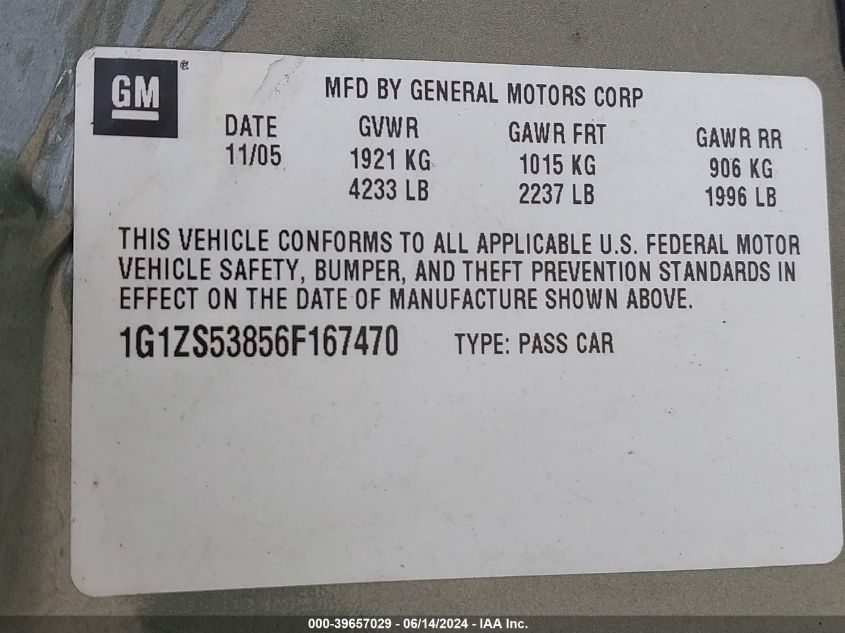 GM®
MFD BY GENERAL MOTORS CORP
DATE GVWR GAWR FRT GAWR RR
11/05 1921 KG 1015 KG 906 KG
4233 LB 2237 LB 1996 LB
THIS VEHICLE CONFORMS TO ALL APPLICABLE U.S. FEDERAL MOTOR
VEHICLE SAFETY, BUMPER, AND THEFT PREVENTION STANDARDS IN
EFFECT ON THE DATE OF MANUFACTURE SHOWN ABOVE.
1G1ZS53856F167470 TYPE: PASS CAR
000-39657029 - 06/14/2024 - IAA Inc.